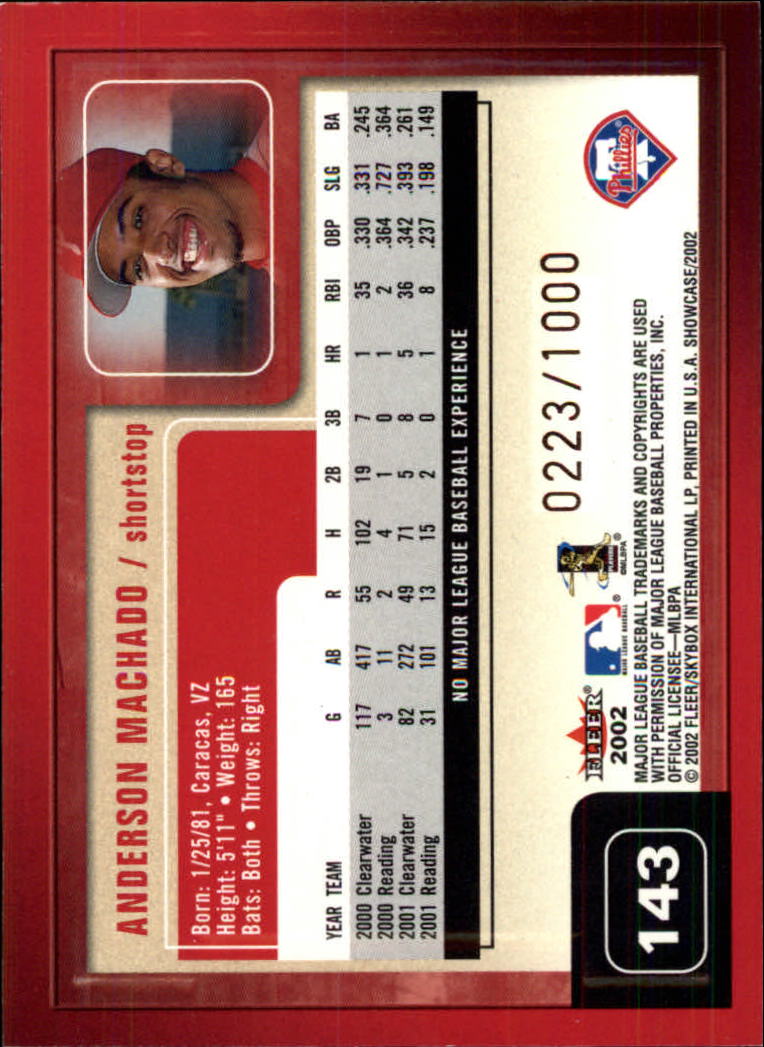 ANDERSON MACHADO / shortstop
Born: 1/25/81, Caracas, VZ
Height: 5'11" • Weight: 165
Bats: Both • Throws: Right
YEAR TEAM G AB R H 2B 3B HR RBI OBP SLG BA
2000 Clearwater 117 417 55 102 19 7 1 35 .330 .331 .245
2000 Reading 3 11 2 4 1 0 1 2 .364 .727 .364
2001 Clearwater 82 272 49 71 5 8 5 36 .342 .393 .261
2001 Reading 31 101 13 15 2 0 1 8 .237 .198 .149
NO MAJOR LEAGUE BASEBALL EXPERIENCE
0223/1000
Phillies
FLEER®
2002
MAJOR LEAGUE BASEBALL®
PLAYERS
©MLBPA
MAJOR LEAGUE BASEBALL TRADEMARKS AND COPYRIGHTS ARE USED
WITH PERMISSION OF MAJOR LEAGUE BASEBALL PROPERTIES, INC.
OFFICIAL LICENSEE—MLBPA
© 2002 FLEER/SKYBOX INTERNATIONAL LP, PRINTED IN U.S.A. SHOWCASE/2002
143